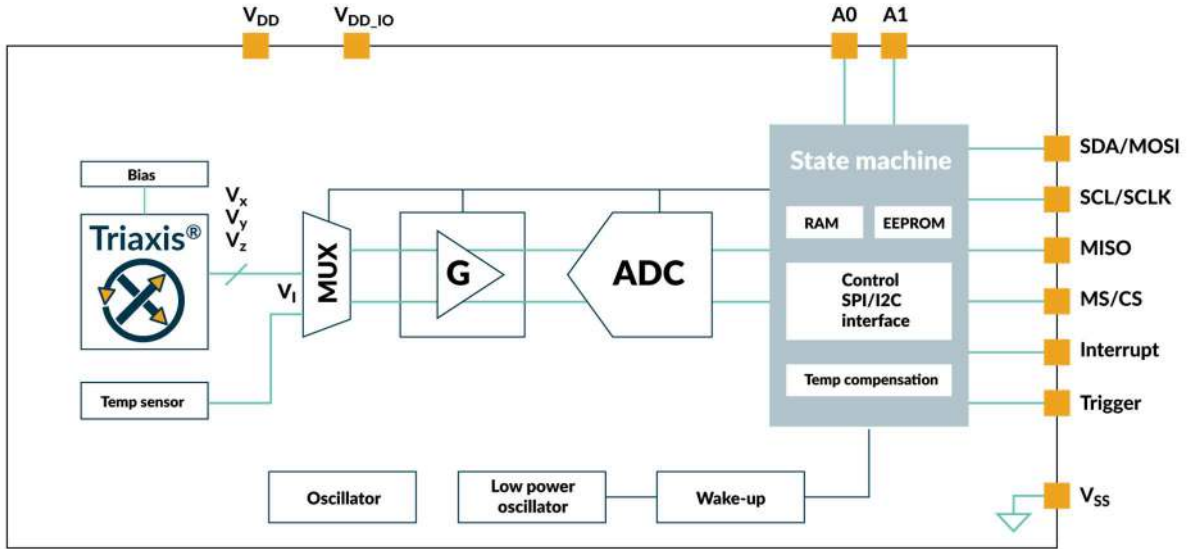 VDD
VDD_IO
A0
A1
Bias
Triaxis®
Vx
Vy
Vz
VI
Temp sensor
MUX
G
ADC
State machine
RAM
EEPROM
Control
SPI/I2C
interface
Temp compensation
SDA/MOSI
SCL/SCLK
MISO
MS/CS
Interrupt
Trigger
VSS
Oscillator
Low power
oscillator
Wake-up